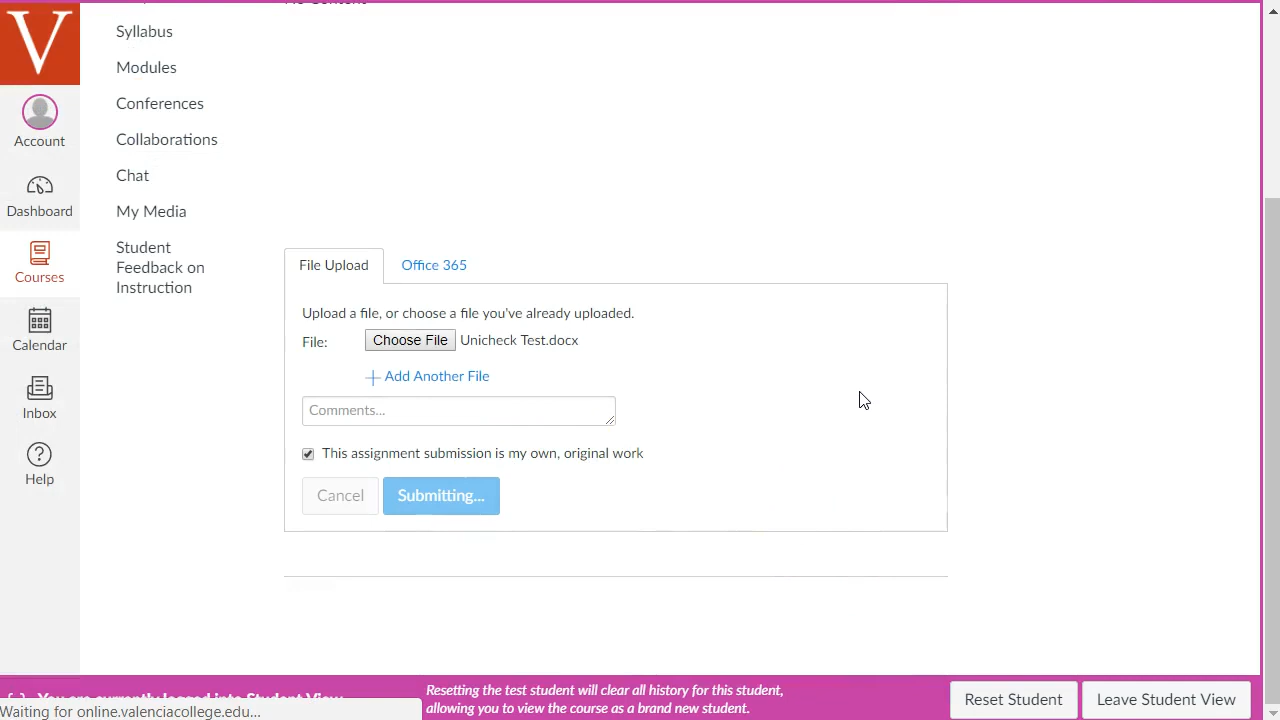 V
Account
Dashboard
Courses
Calendar
Inbox
Help
Syllabus
Modules
Conferences
Collaborations
Chat
My Media
Student
Feedback on
Instruction
File Upload
Office 365
Upload a file, or choose a file you've already uploaded.
File: Choose File Unicheck Test.docx
+ Add Another File
Comments...
This assignment submission is my own, original work
Cancel Submitting...
You are currently logged into Student View
Waiting for online.valenciacollege.edu...
Resetting the test student will clear all history for this student,
allowing you to view the course as a brand new student.
Reset Student
Leave Student View